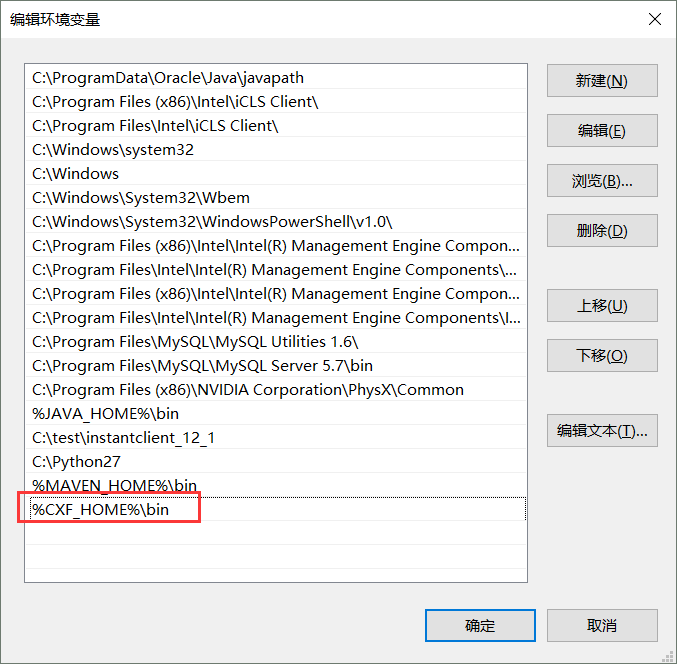 编辑环境变量
C:\ProgramData\Oracle\Java\javapath
C:\Program Files (x86)\Intel\iCLS Client\
C:\Program Files\Intel\iCLS Client\
C:\Windows\system32
C:\Windows
C:\Windows\System32\Wbem
C:\Windows\System32\WindowsPowerShell\v1.0\
C:\Program Files (x86)\Intel\Intel(R) Management Engine Compon...
C:\Program Files\Intel\Intel(R) Management Engine Components\...
C:\Program Files (x86)\Intel\Intel(R) Management Engine Compon...
C:\Program Files\Intel\Intel(R) Management Engine Components\I...
C:\Program Files\MySQL\MySQL Utilities 1.6\
C:\Program Files\MySQL\MySQL Server 5.7\bin
C:\Program Files (x86)\NVIDIA Corporation\PhysX\Common
%JAVA_HOME%\bin
C:\test\instantclient_12_1
C:\Python27
%MAVEN_HOME%\bin
%CXF_HOME%\bin
新建(N)
编辑(E)
浏览(B)...
删除(D)
上移(U)
下移(O)
编辑文本(T)...
确定
取消